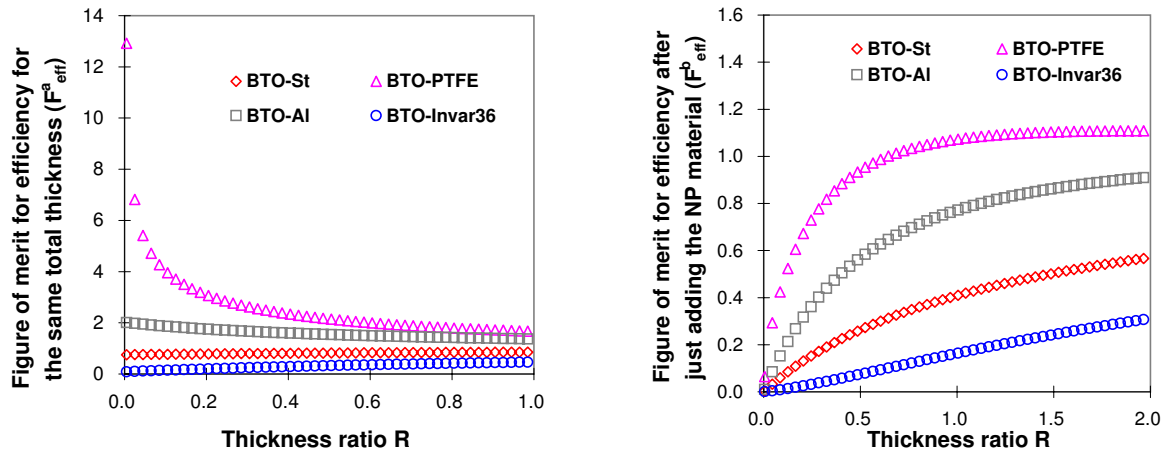 Figure of merit for efficiency for
the same total thickness (F^a_eff)
14
12
10
8
6
4
2
0
BTO-St
BTO-PTFE
BTO-Al
BTO-Invar36
0.0 0.2 0.4 0.6 0.8 1.0
Thickness ratio R
Figure of merit for efficiency after
just adding the NP material (F^b_eff)
1.6
1.4
1.2
1.0
0.8
0.6
0.4
0.2
0.0
BTO-St
BTO-PTFE
BTO-Al
BTO-Invar36
0.0 0.5 1.0 1.5 2.0
Thickness ratio R